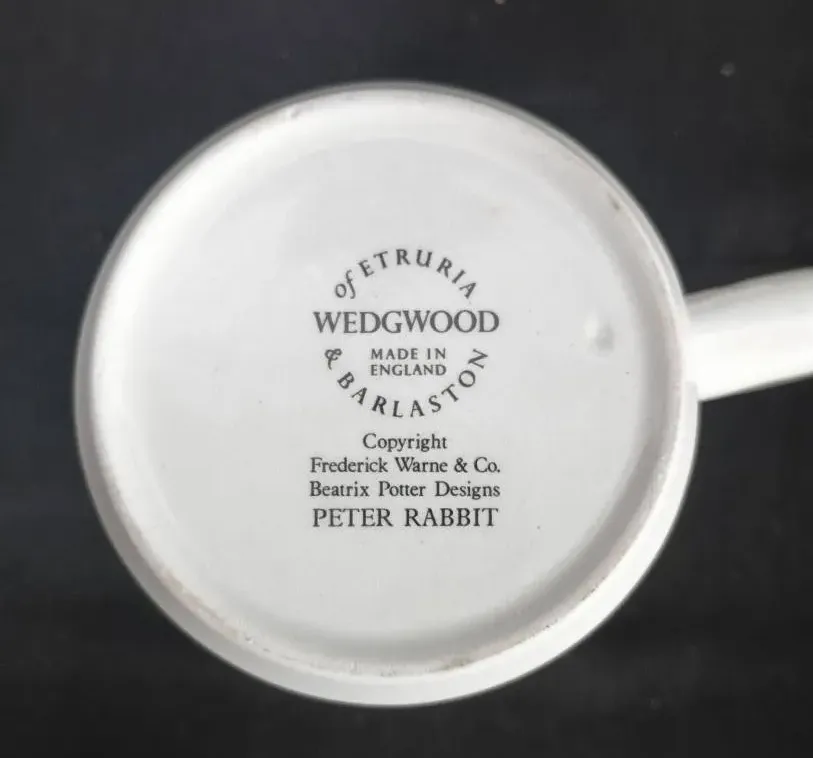 of ETRURIA
WEDGWOOD
MADE IN
ENGLAND
& BARLASTON
Copyright
Frederick Warne & Co.
Beatrix Potter Designs
PETER RABBIT